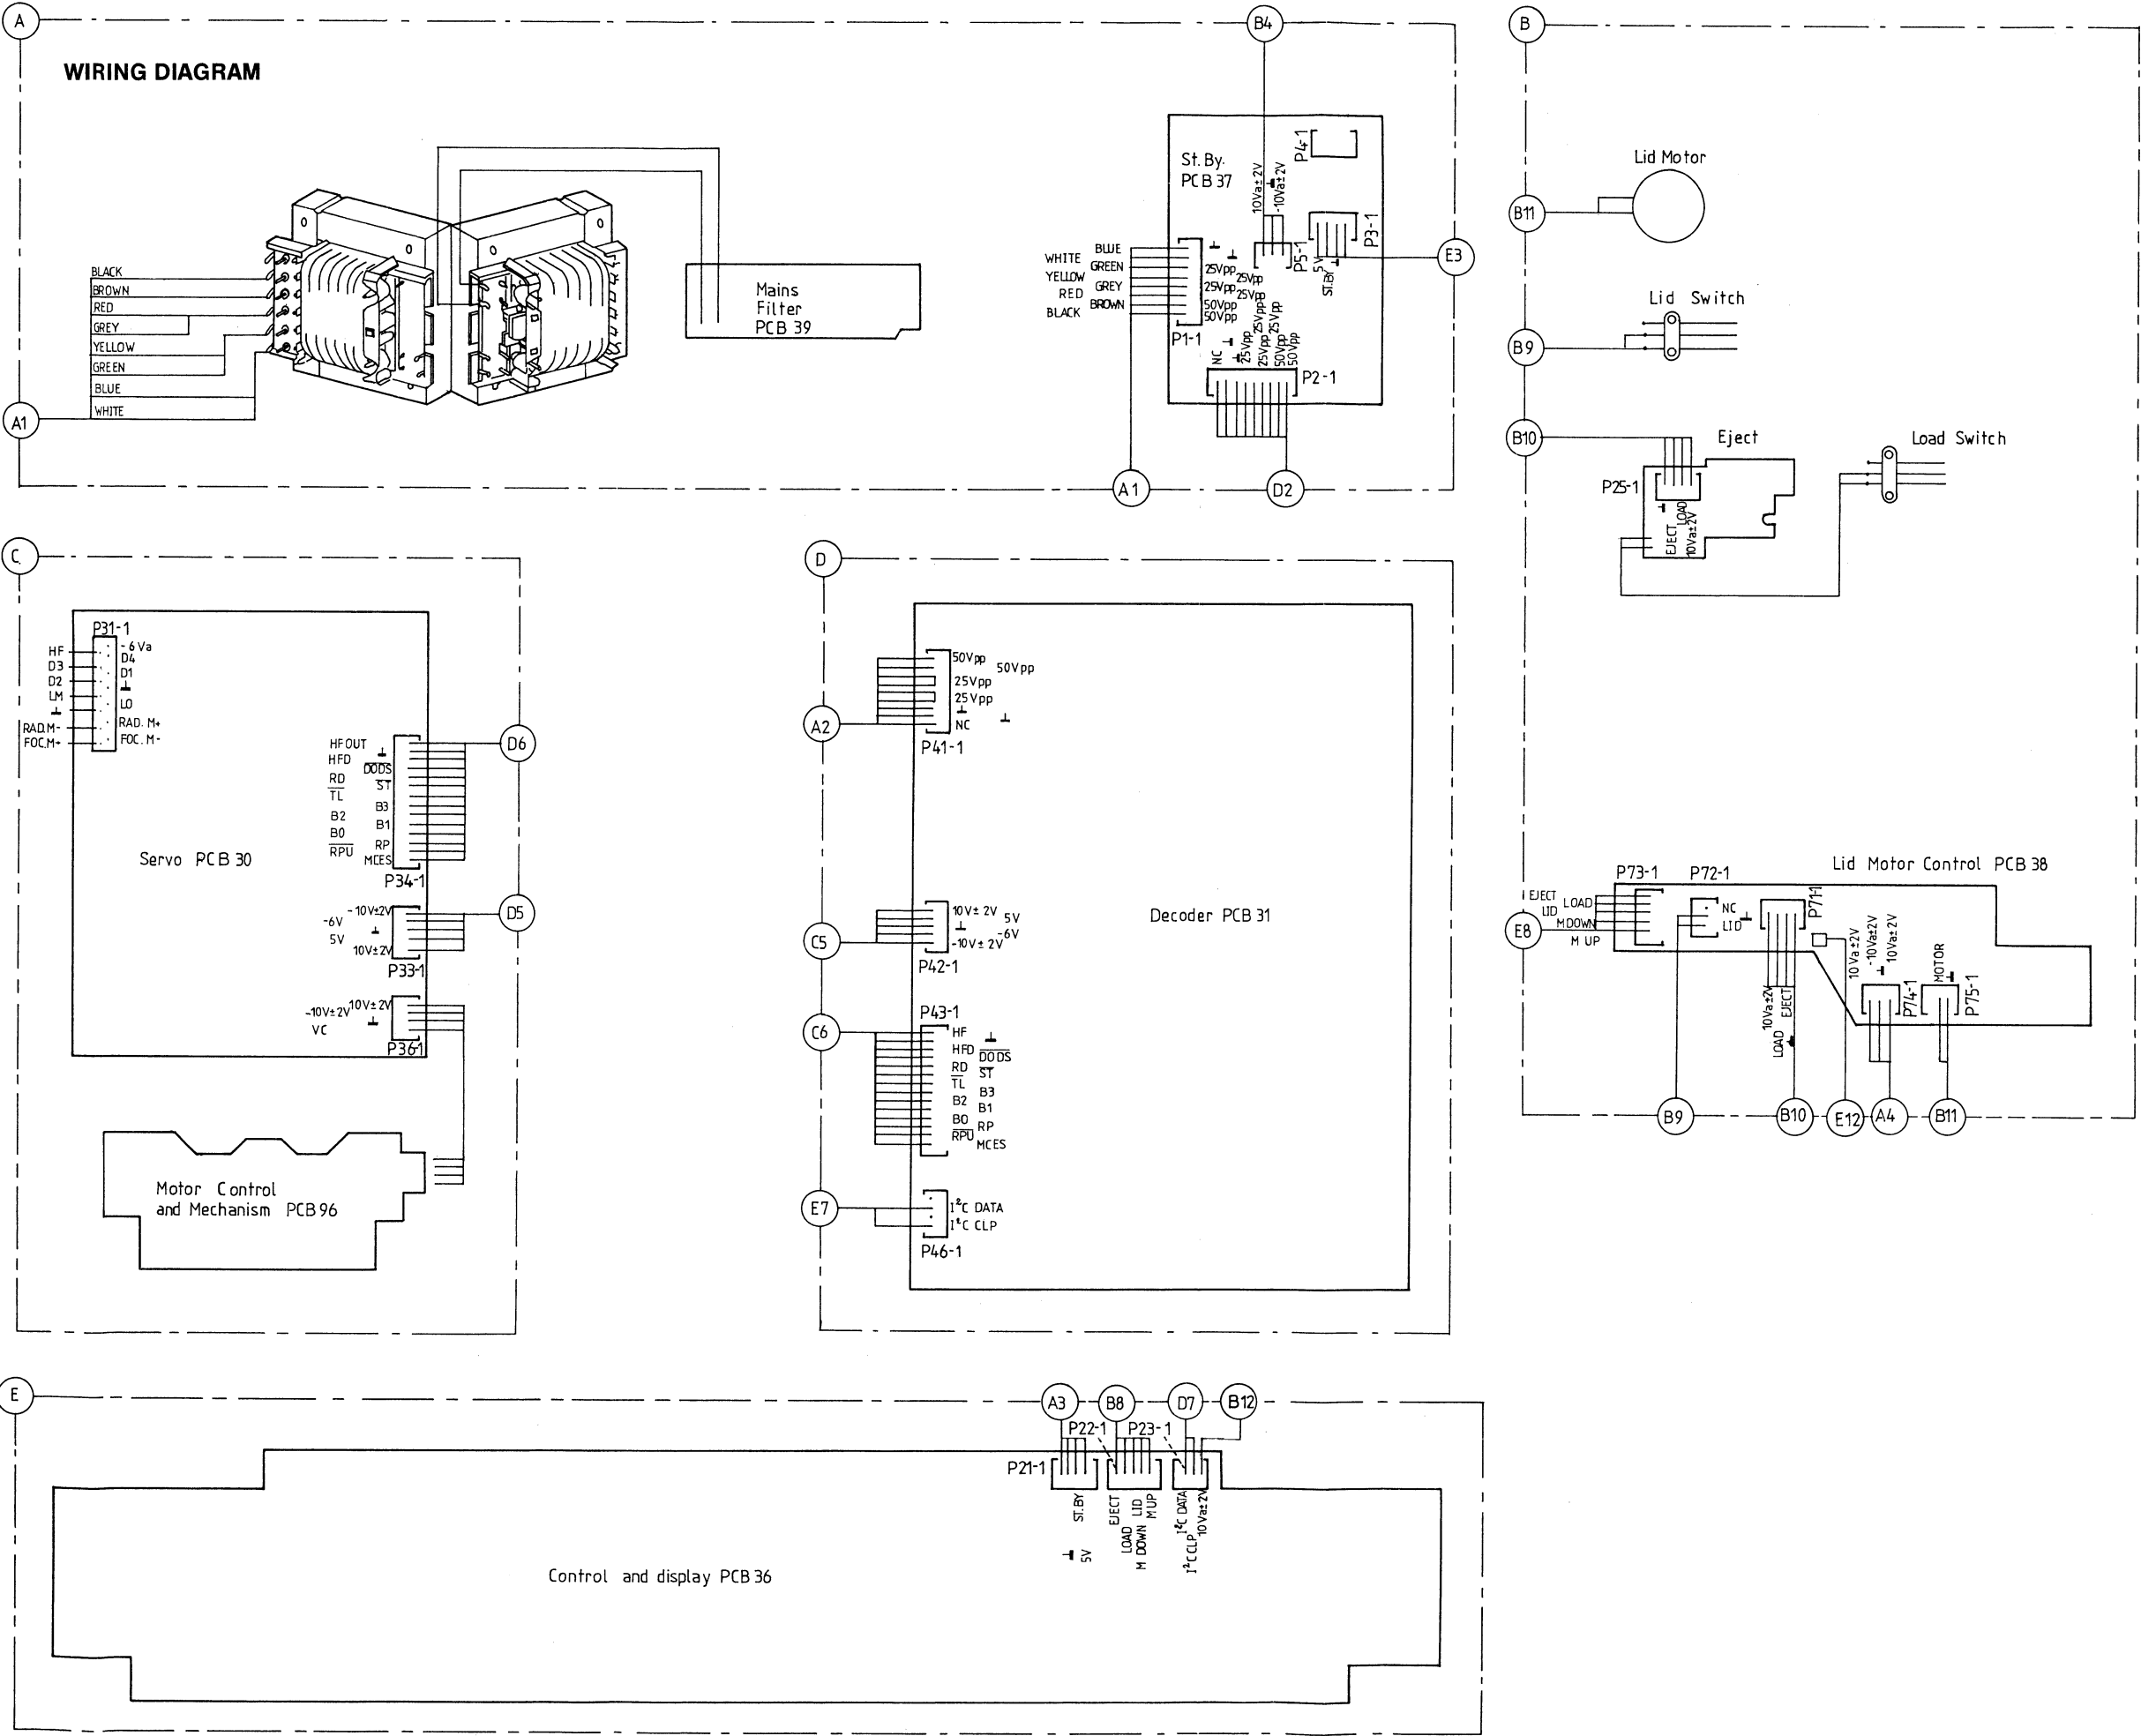 A
B4
B
WIRING DIAGRAM
St. By.
PCB 37
P4-1
10Va±2V
-10Va±2V
P5-1
P3-1
5V
ST.BY
E3
BLUE
WHITE
GREEN
YELLOW
GREY
RED
BROWN
BLACK
25Vpp
25Vpp
25Vpp
25Vpp
50Vpp
50Vpp
P1-1
NC
25Vpp
25Vpp
25Vpp
25Vpp
50Vpp
50Vpp
P2-1
BLACK
BROWN
RED
GREY
YELLOW
GREEN
BLUE
WHITE
A1
Mains
Filter
PCB 39
A1
D2
Lid Motor
B11
Lid Switch
B9
B10
Eject
Load Switch
P25-1
EJECT
LOAD
10Va±2V
C
P31-1
HF
-6Va
D3
D4
D2
D1
LM
LO
RAD.M-
RAD. M+
FOC.M+
FOC. M-
Servo PCB 30
HF OUT
HFD
DODS
RD
ST
TL
B3
B2
B1
B0
RP
RPU
MCES
P34-1
D6
-10V±2V
-6V
5V
10V±2V
P33-1
D5
10V±2V
-10V±2V
VC
P36-1
Motor Control
and Mechanism PCB 96
D
50Vpp
50Vpp
25Vpp
25Vpp
NC
P41-1
A2
Decoder PCB 31
10V±2V
5V
-6V
-10V±2V
P42-1
C5
C6
P43-1
HF
HFD
DODS
RD
ST
TL
B3
B2
B1
B0
RP
RPU
MCES
E7
I²C DATA
I²C CLP
P46-1
Lid Motor Control PCB 38
P73-1
P72-1
P71-1
EJECT
LOAD
LID
M DOWN
M UP
E8
NC
LID
10Va±2V
LOAD
EJECT
10Va±2V
-10Va±2V
10Va±2V
P74-1
MOTOR
P75-1
B9
B10
E12
A4
B11
E
A3
B8
D7
B12
P22-1
P23-1
P21-1
ST.BY
5V
EJECT
LOAD
M DOWN
LID
M UP
I²C DATA
I²C CLP
10Va±2V
Control and display PCB 36